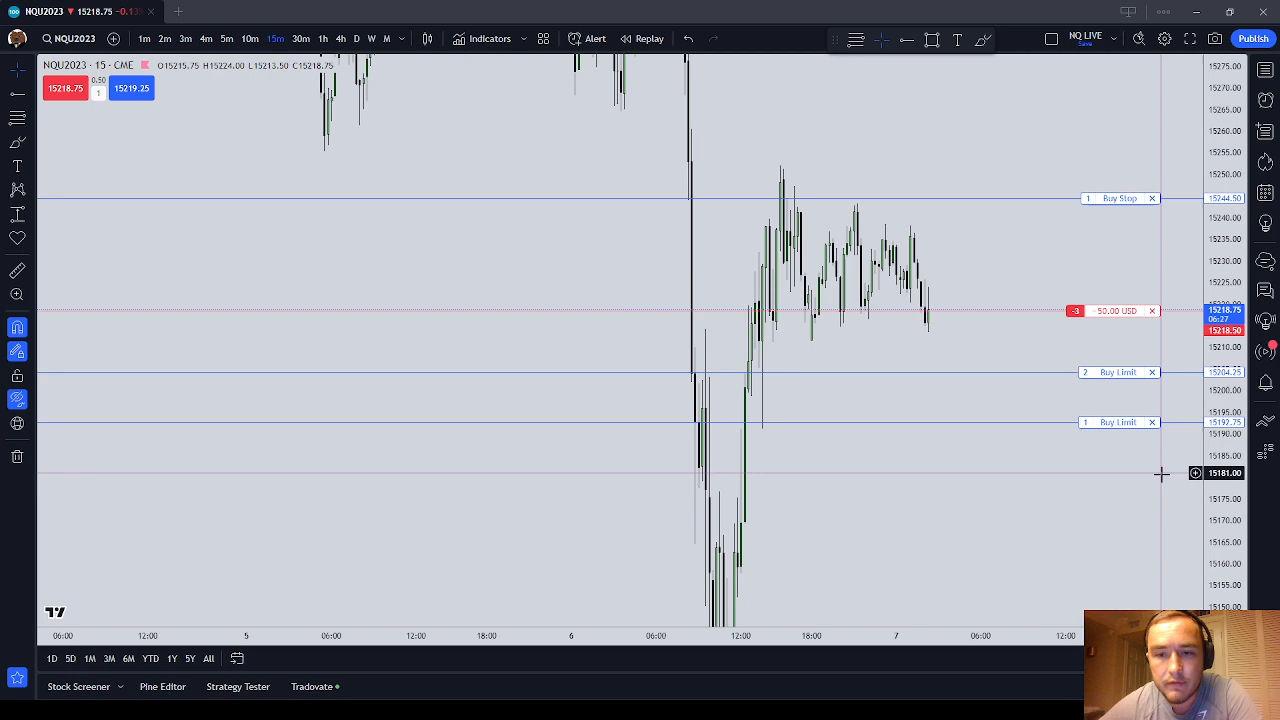 NQU2023 ▼ 15218.75 −0.13
NQU2023 1m 2m 3m 4m 5m 10m 15m 30m 1h 4h D W M Indicators Alert Replay NQ LIVE Save Publish
NQU2023 · 15 · CME O15215.75 H15224.00 L15213.50 C15218.75
15218.75 0.50 1 15219.25
15275.00
15270.00
15265.00
15260.00
15255.00
15250.00
1 Buy Stop 15244.50
15240.00
15235.00
15230.00
15225.00
-3 −50.00 USD 15218.75
06:27
15218.50
15210.00
2 Buy Limit 15204.25
15200.00
15195.00
1 Buy Limit 15192.75
15190.00
15185.00
15181.00
15175.00
15170.00
15165.00
15160.00
15155.00
15150.00
06:00 12:00 5 06:00 12:00 18:00 6 06:00 12:00 18:00 7 06:00 12:00
1D 5D 1M 3M 6M YTD 1Y 5Y All
Stock Screener Pine Editor Strategy Tester Tradovate